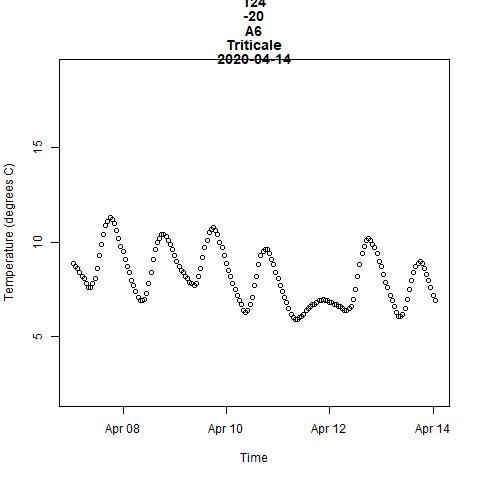 124
-20
A6
Triticale
2020-04-14
Temperature (degrees C)
15
10
5
Apr 08
Apr 10
Apr 12
Apr 14
Time